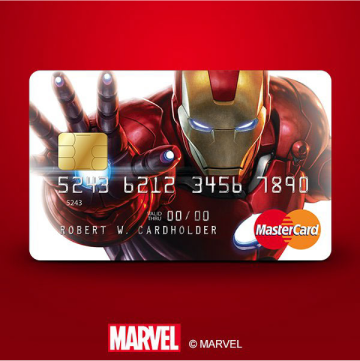 5243 6212 3456 7890
5243
VALID THRU 00/00
ROBERT W. CARDHOLDER
MasterCard
MARVEL © MARVEL